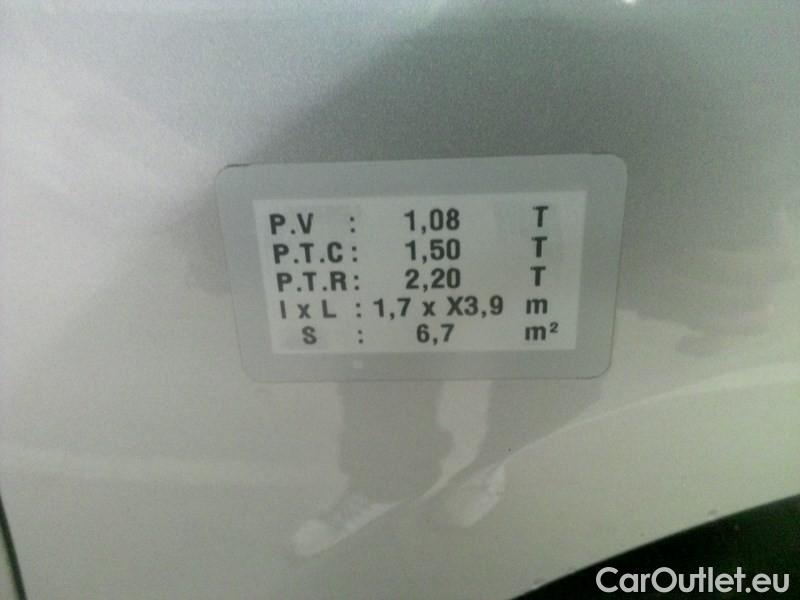 P.V : 1,08 T
P.T.C : 1,50 T
P.T.R : 2,20 T
I x L : 1,7 x X3,9 m
S : 6,7 m²
CarOutlet.eu